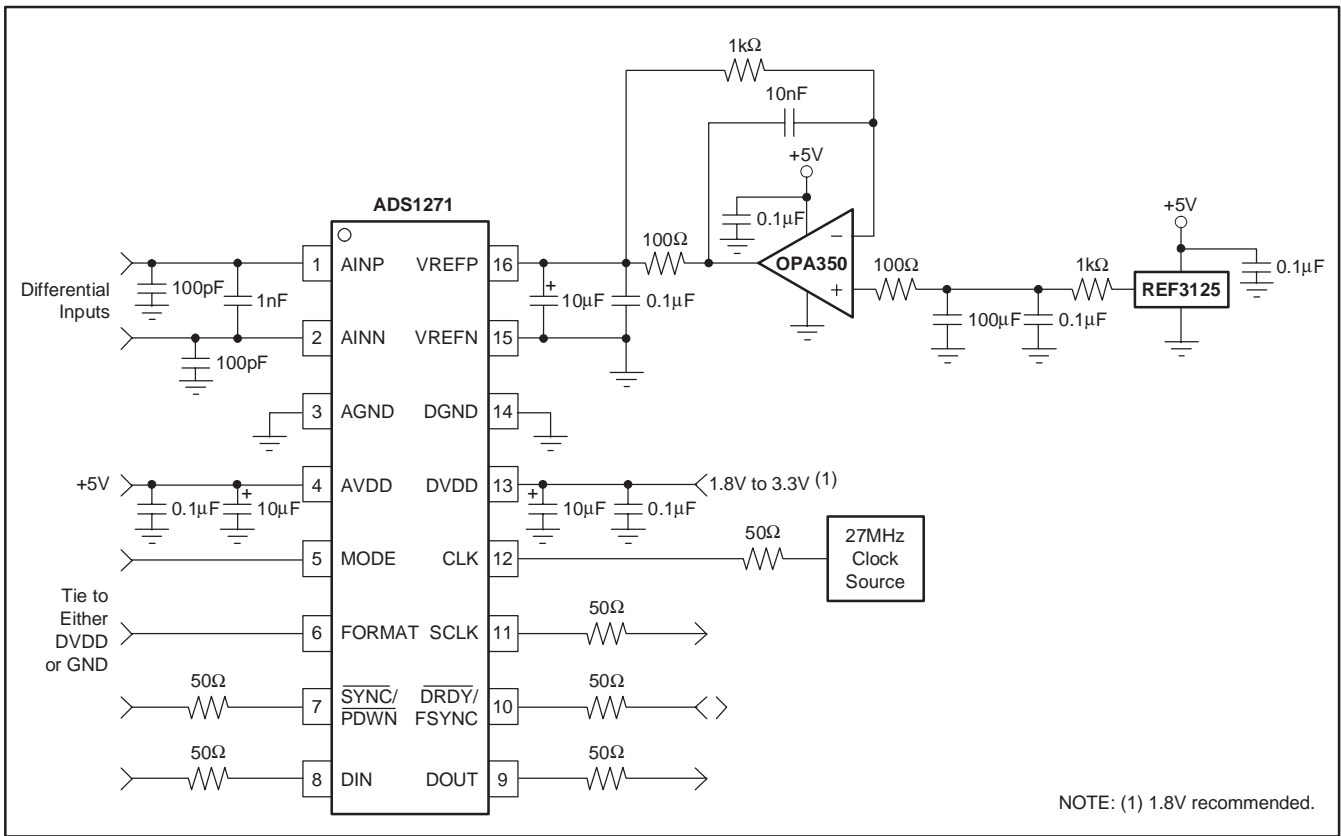 1kΩ
10nF
+5V
ADS1271
0.1µF
+5V
100Ω
–
OPA350
+
100Ω
1kΩ
REF3125
0.1µF
1 AINP VREFP 16
Differential
Inputs
100pF
1nF
+
10µF
0.1µF
100µF
0.1µF
2 AINN VREFN 15
100pF
3 AGND DGND 14
+5V
4 AVDD DVDD 13
1.8V to 3.3V (1)
0.1µF
+
10µF
+
10µF
0.1µF
5 MODE CLK 12
50Ω
27MHz
Clock
Source
Tie to
Either
DVDD
or GND
6 FORMAT SCLK 11
50Ω
50Ω
7 SYNC/
PDWN
DRDY/
FSYNC 10
50Ω
50Ω
8 DIN DOUT 9
50Ω
NOTE: (1) 1.8V recommended.